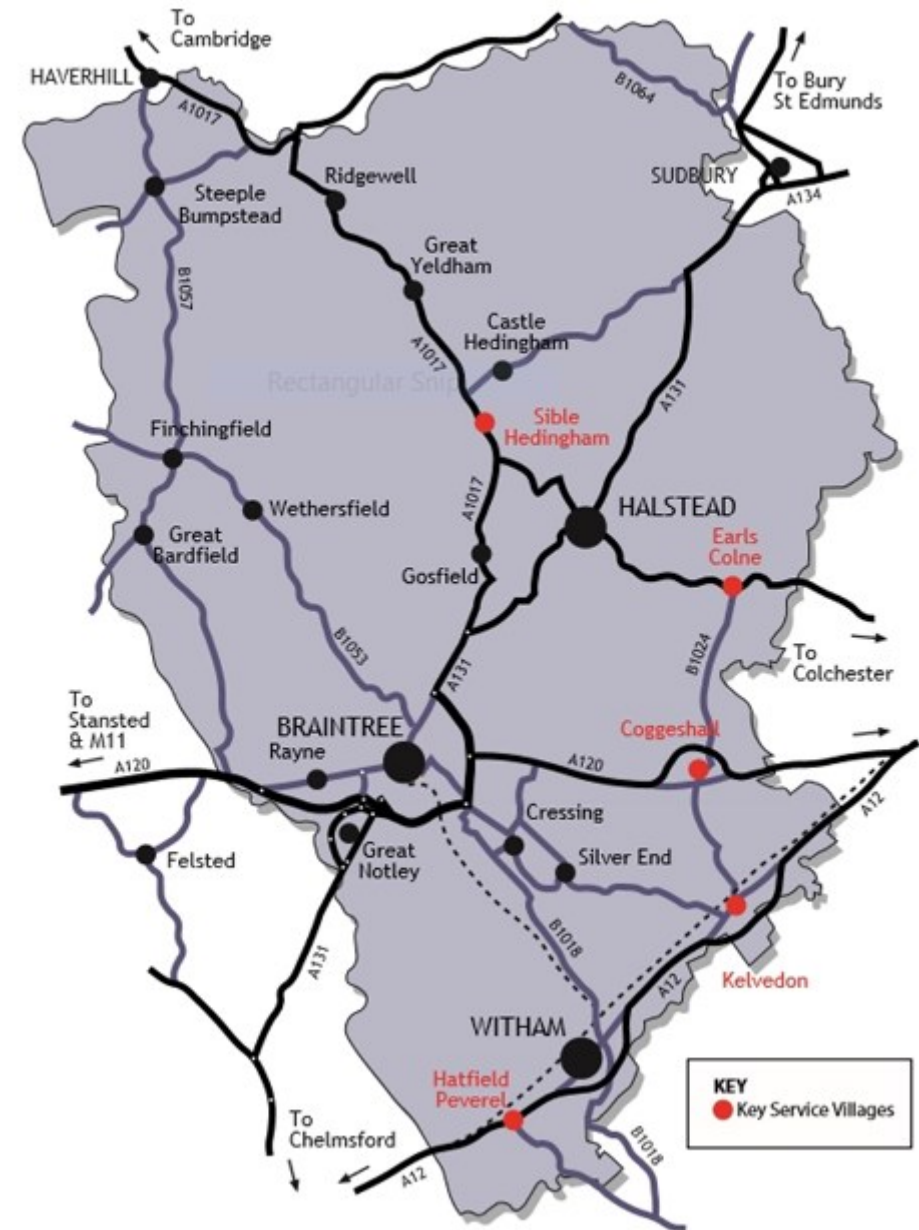 To
Cambridge
HAVERHILL
A1017
B1064
To Bury
St Edmunds
Ridgewell
SUDBURY
A134
Steeple
Bumpstead
Great
Yeldham
B1057
Castle
Hedingham
A1017
Rectangular Snip
A131
Sible
Hedingham
Finchingfield
A1017
Wethersfield
HALSTEAD
Great
Bardfield
Earls
Colne
Gosfield
B1053
B1024
To
Colchester
A131
To
Stansted
& M11
BRAINTREE
Coggeshall
Rayne
A120
A120
A12
Cressing
Felsted
Great
Notley
Silver End
B1018
A131
A12
Kelvedon
WITHAM
Hatfield
Peverel
KEY
Key Service Villages
To
Chelmsford
B1018
A12